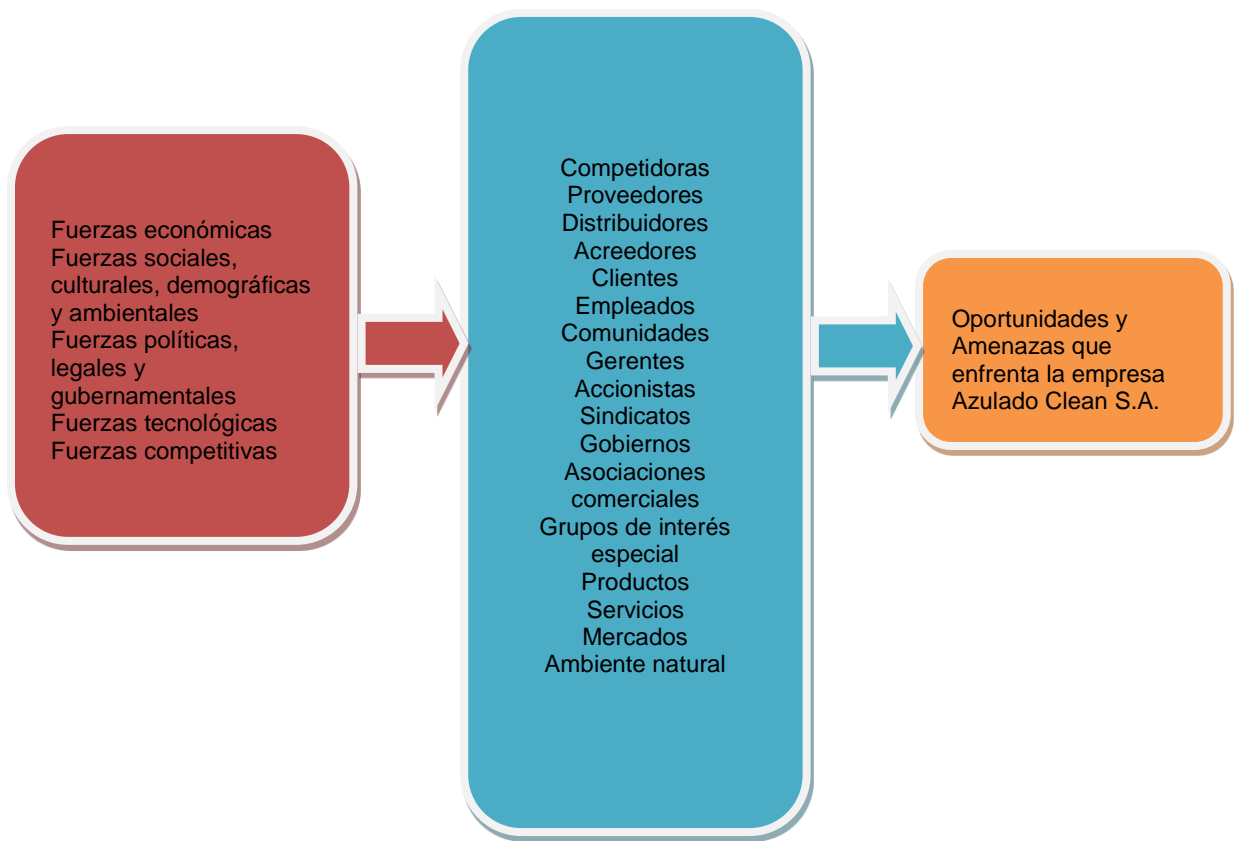 Fuerzas económicas
Fuerzas sociales,
culturales, demográficas
y ambientales
Fuerzas políticas,
legales y
gubernamentales
Fuerzas tecnológicas
Fuerzas competitivas
Competidoras
Proveedores
Distribuidores
Acreedores
Clientes
Empleados
Comunidades
Gerentes
Accionistas
Sindicatos
Gobiernos
Asociaciones
comerciales
Grupos de interés
especial
Productos
Servicios
Mercados
Ambiente natural
Oportunidades y
Amenazas que
enfrenta la empresa
Azulado Clean S.A.